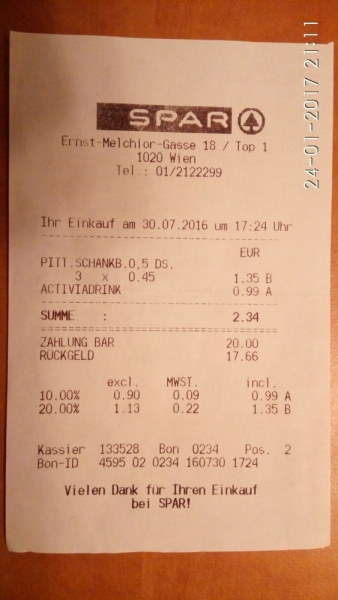 SPAR
Ernst-Melchior-Gasse 18 / Top 1
1020 Wien
Tel.: 01/2122299
Ihr Einkauf am 30.07.2016 um 17:24 Uhr
EUR
PITT.SCHANKB.0,5 DS.
3 x 0.45 1.35 B
ACTIVIADRINK 0.99 A
SUMME : 2.34
ZAHLUNG BAR 20.00
RÜCKGELD 17.66
excl. MWST. incl.
10.00% 0.90 0.09 0.99 A
20.00% 1.13 0.22 1.35 B
Kassier 133528 Bon 0234 Pos. 2
Bon-ID 4595 02 0234 160730 1724
Vielen Dank für Ihren Einkauf
bei SPAR!
24-01-2017 21:11